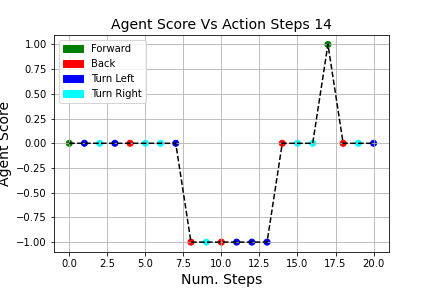 Agent Score Vs Action Steps 14
Agent Score
1.00
0.75
0.50
0.25
0.00
−0.25
−0.50
−0.75
−1.00
Forward
Back
Turn Left
Turn Right
0.0 2.5 5.0 7.5 10.0 12.5 15.0 17.5 20.0
Num. Steps